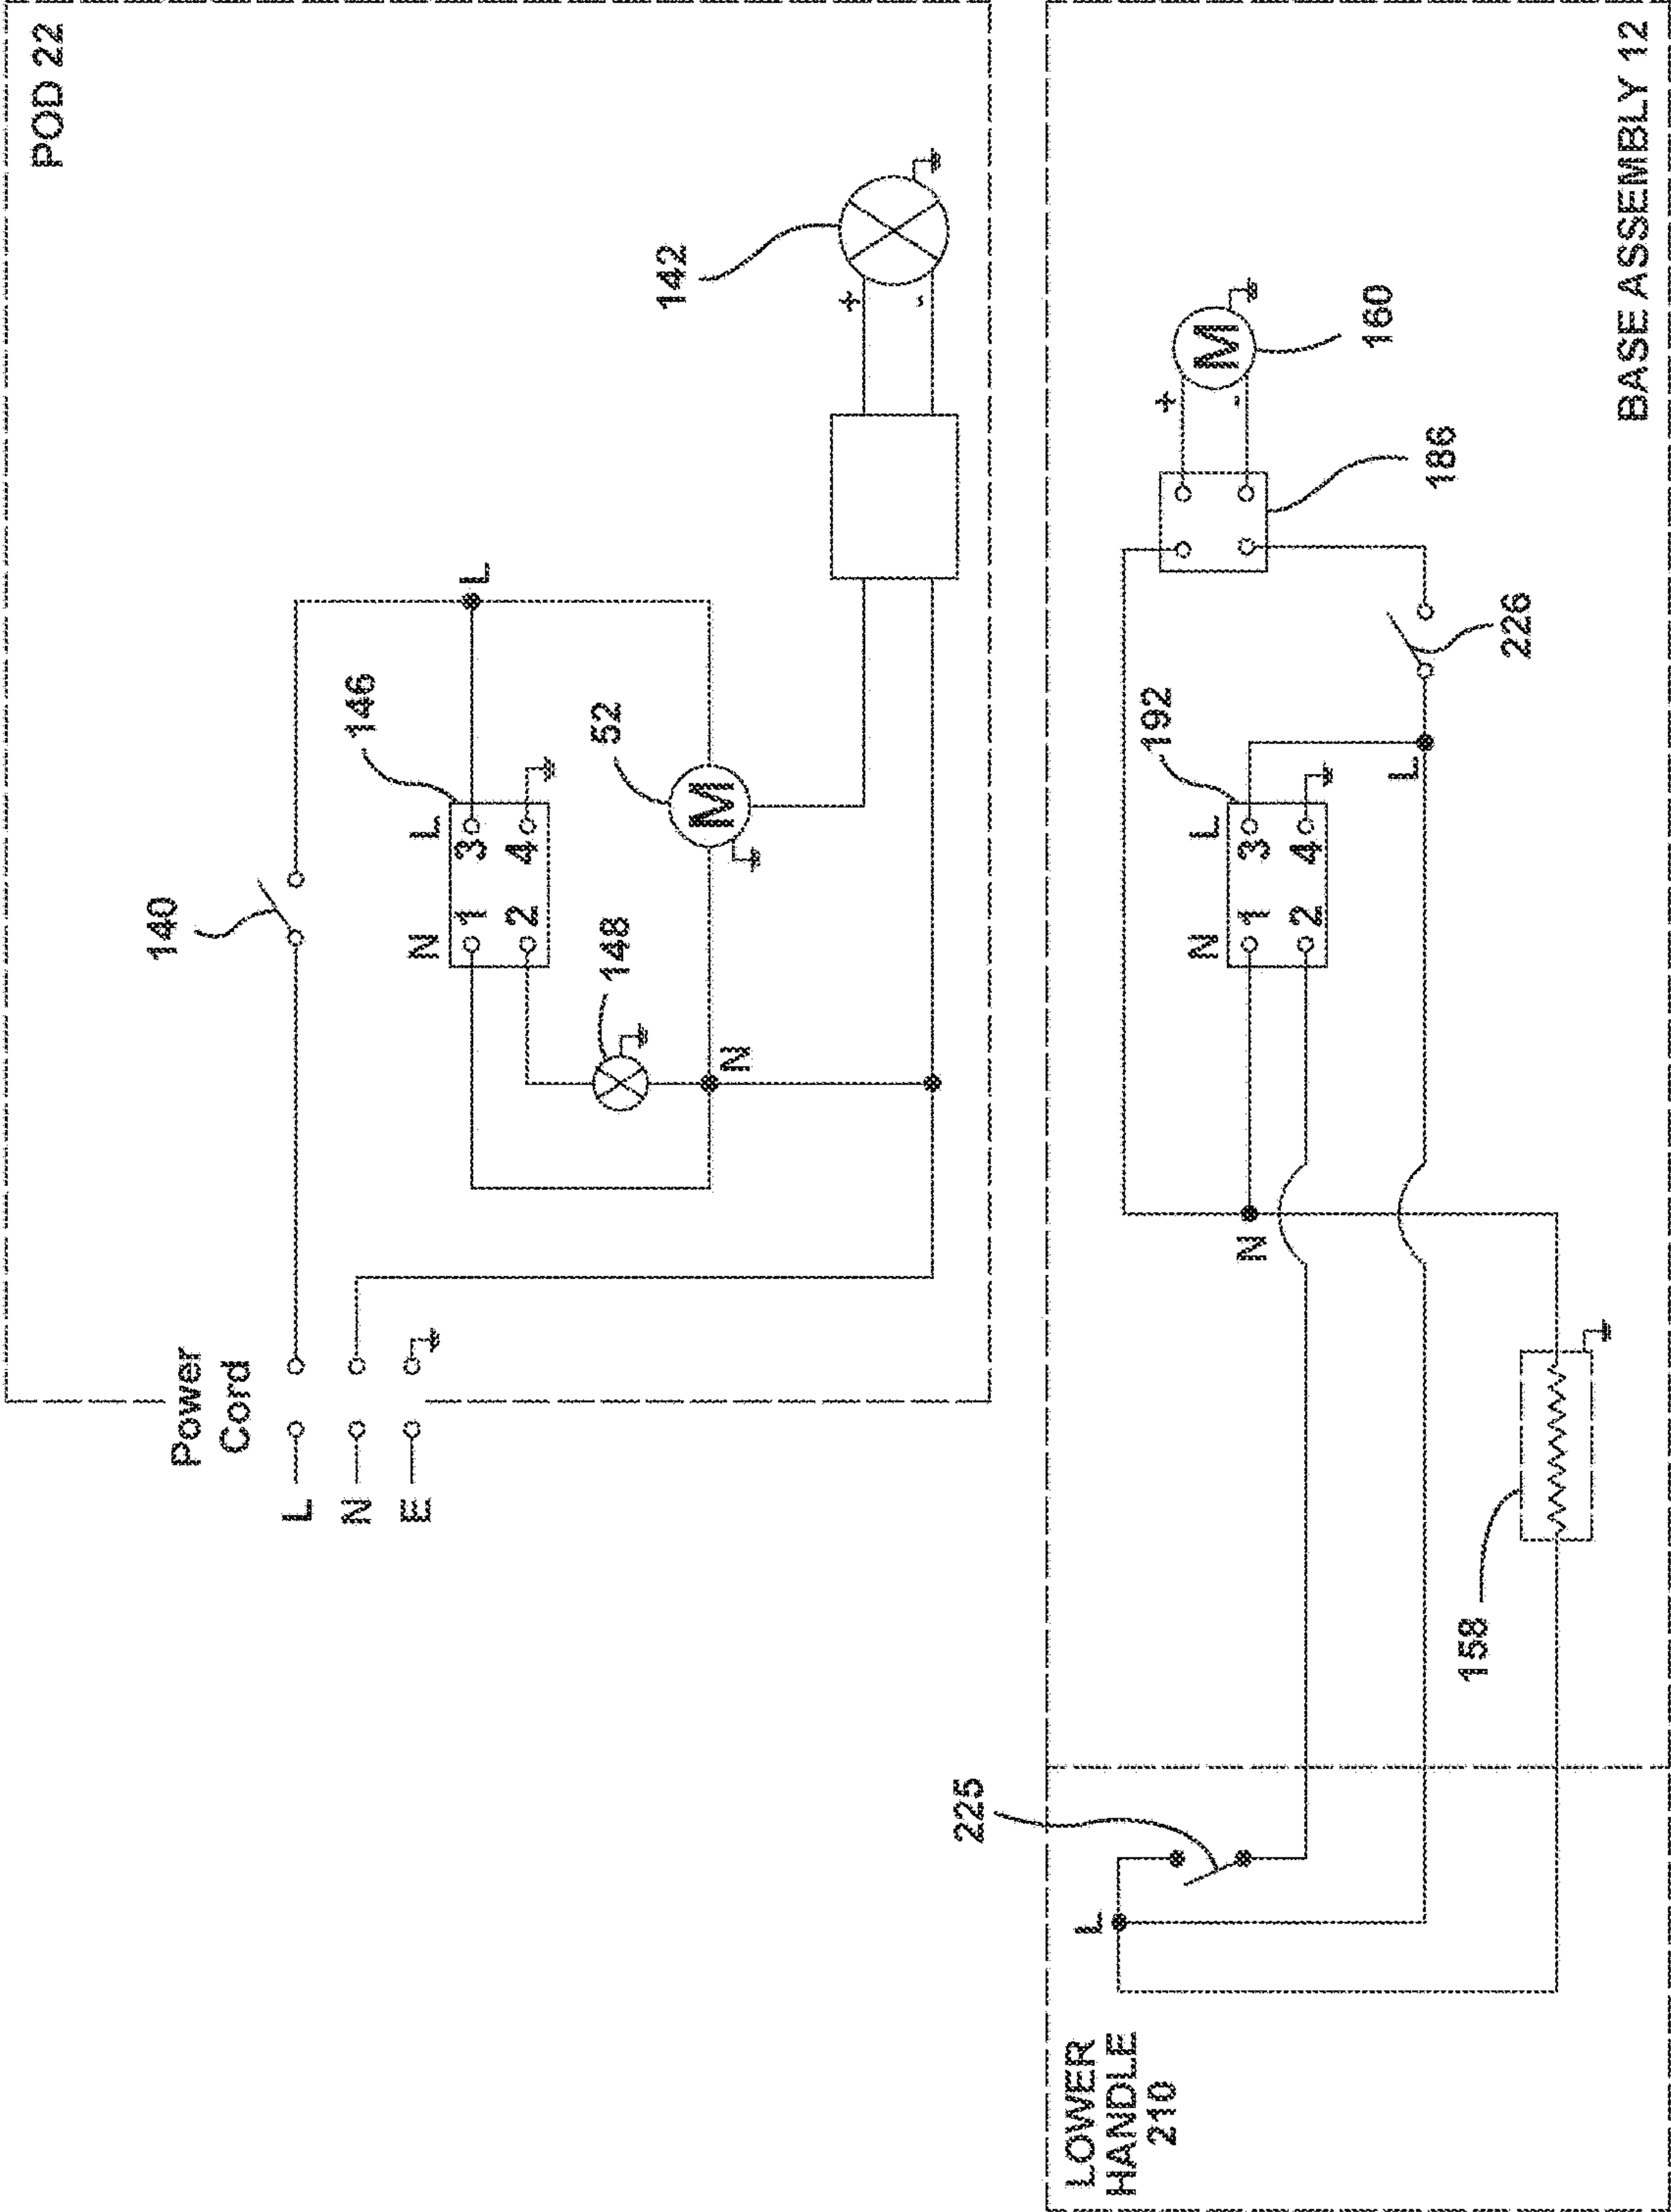 POD 22
140
146
L
L
N
3
1
4
2
52
M
148
N
142
+
-
Power
Cord
L
N
E
BASE ASSEMBLY 12
160
M
+
-
186
226
192
L
N
3
1
4
2
L
N
158
225
L
LOWER
HANDLE
210